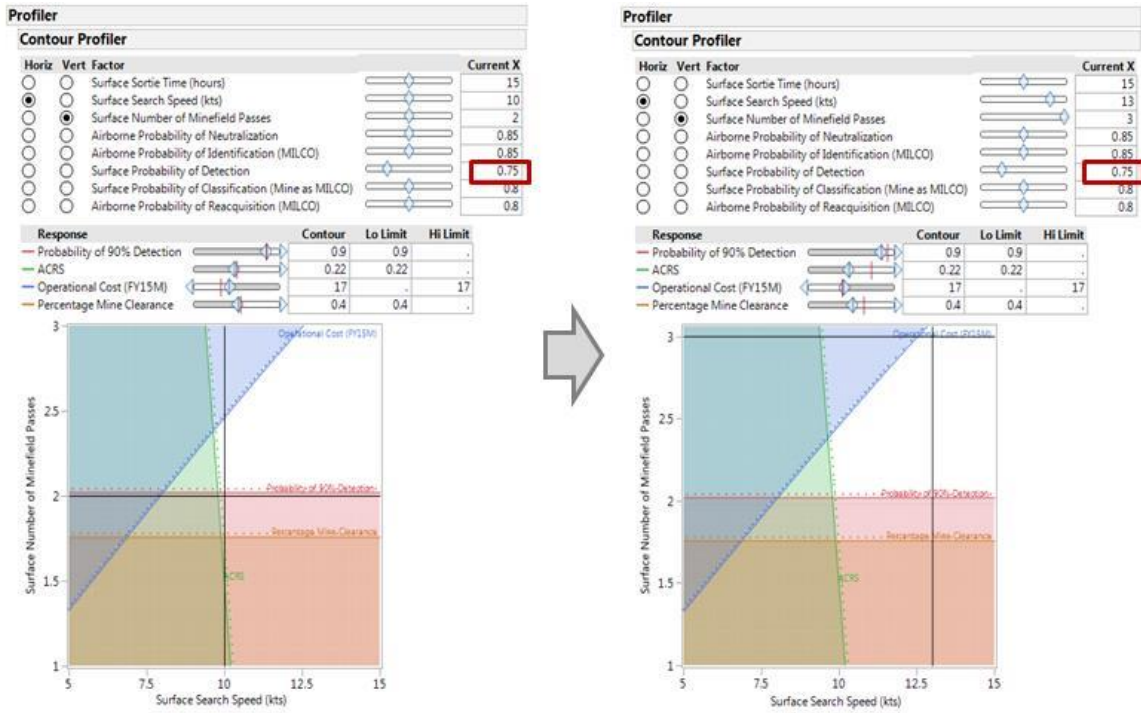 Profiler
Contour Profiler
Horiz Vert Factor Current X
Surface Sortie Time (hours) 15
Surface Search Speed (kts) 10
Surface Number of Minefield Passes 2
Airborne Probability of Neutralization 0.85
Airborne Probability of Identification (MILCO) 0.85
Surface Probability of Detection 0.75
Surface Probability of Classification (Mine as MILCO) 0.8
Airborne Probability of Reacquisition (MILCO) 0.8
Response Contour Lo Limit Hi Limit
Probability of 90% Detection 0.9 0.9 .
ACRS 0.22 0.22 .
Operational Cost (FY15M) 17 . 17
Percentage Mine Clearance 0.4 0.4 .
3
Operational Cost (FY15M)
2.5
Surface Number of Minefield Passes
Probability of 90% Detection
2
Percentage Mine Clearance
ACRS
1.5
1
5 7.5 10 12.5 15
Surface Search Speed (kts)
Profiler
Contour Profiler
Horiz Vert Factor Current X
Surface Sortie Time (hours) 15
Surface Search Speed (kts) 13
Surface Number of Minefield Passes 3
Airborne Probability of Neutralization 0.85
Airborne Probability of Identification (MILCO) 0.85
Surface Probability of Detection 0.75
Surface Probability of Classification (Mine as MILCO) 0.8
Airborne Probability of Reacquisition (MILCO) 0.8
Response Contour Lo Limit Hi Limit
Probability of 90% Detection 0.9 0.9 .
ACRS 0.22 0.22 .
Operational Cost (FY15M) 17 . 17
Percentage Mine Clearance 0.4 0.4 .
3
Operational Cost (FY15M)
2.5
Surface Number of Minefield Passes
Probability of 90% Detection
2
Percentage Mine Clearance
ACRS
1.5
1
5 7.5 10 12.5 15
Surface Search Speed (kts)